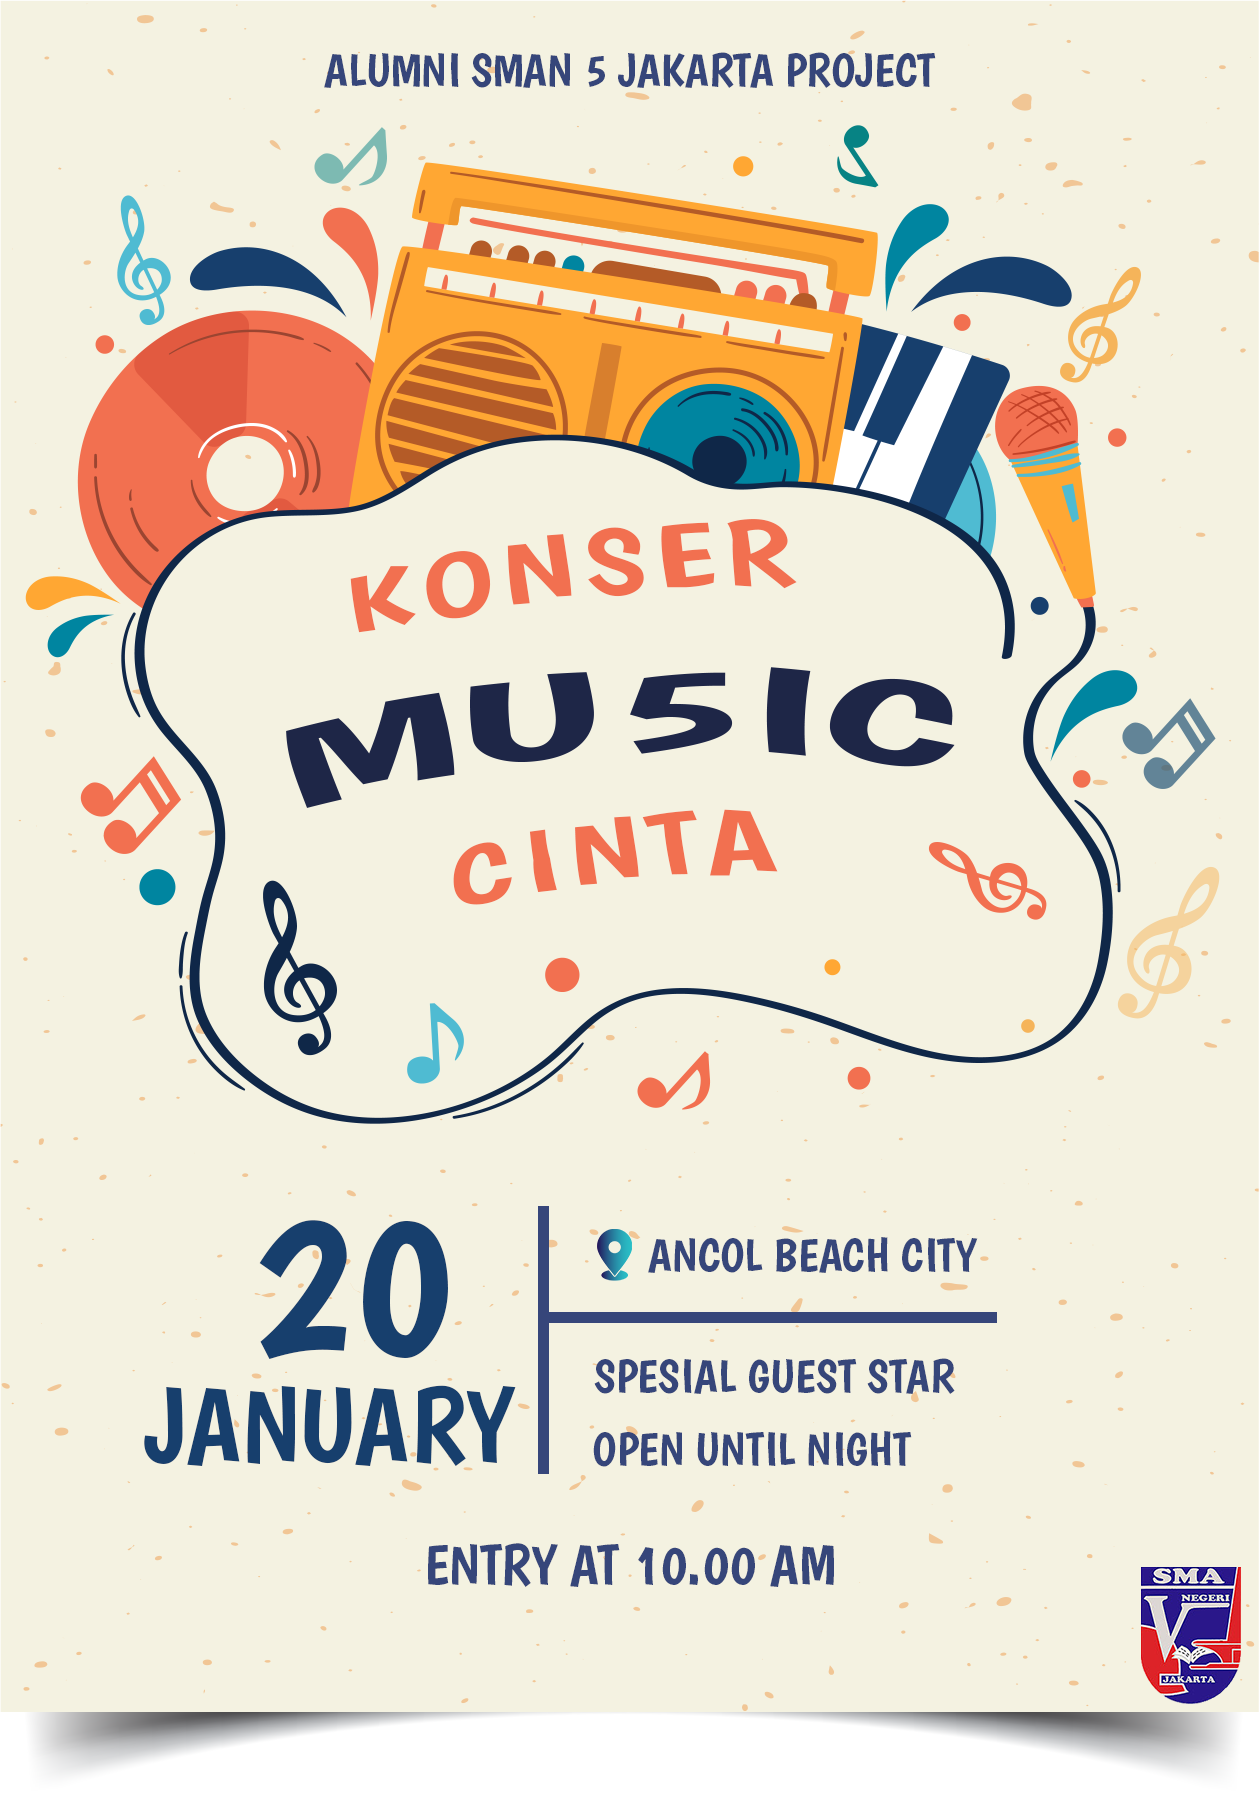 ALUMNI SMAN 5 JAKARTA PROJECT
KONSER
MU5IC
CINTA
20
JANUARY
ANCOL BEACH CITY
SPESIAL GUEST STAR
OPEN UNTIL NIGHT
ENTRY AT 10.00 AM
SMA
NEGERI
V
JAKARTA